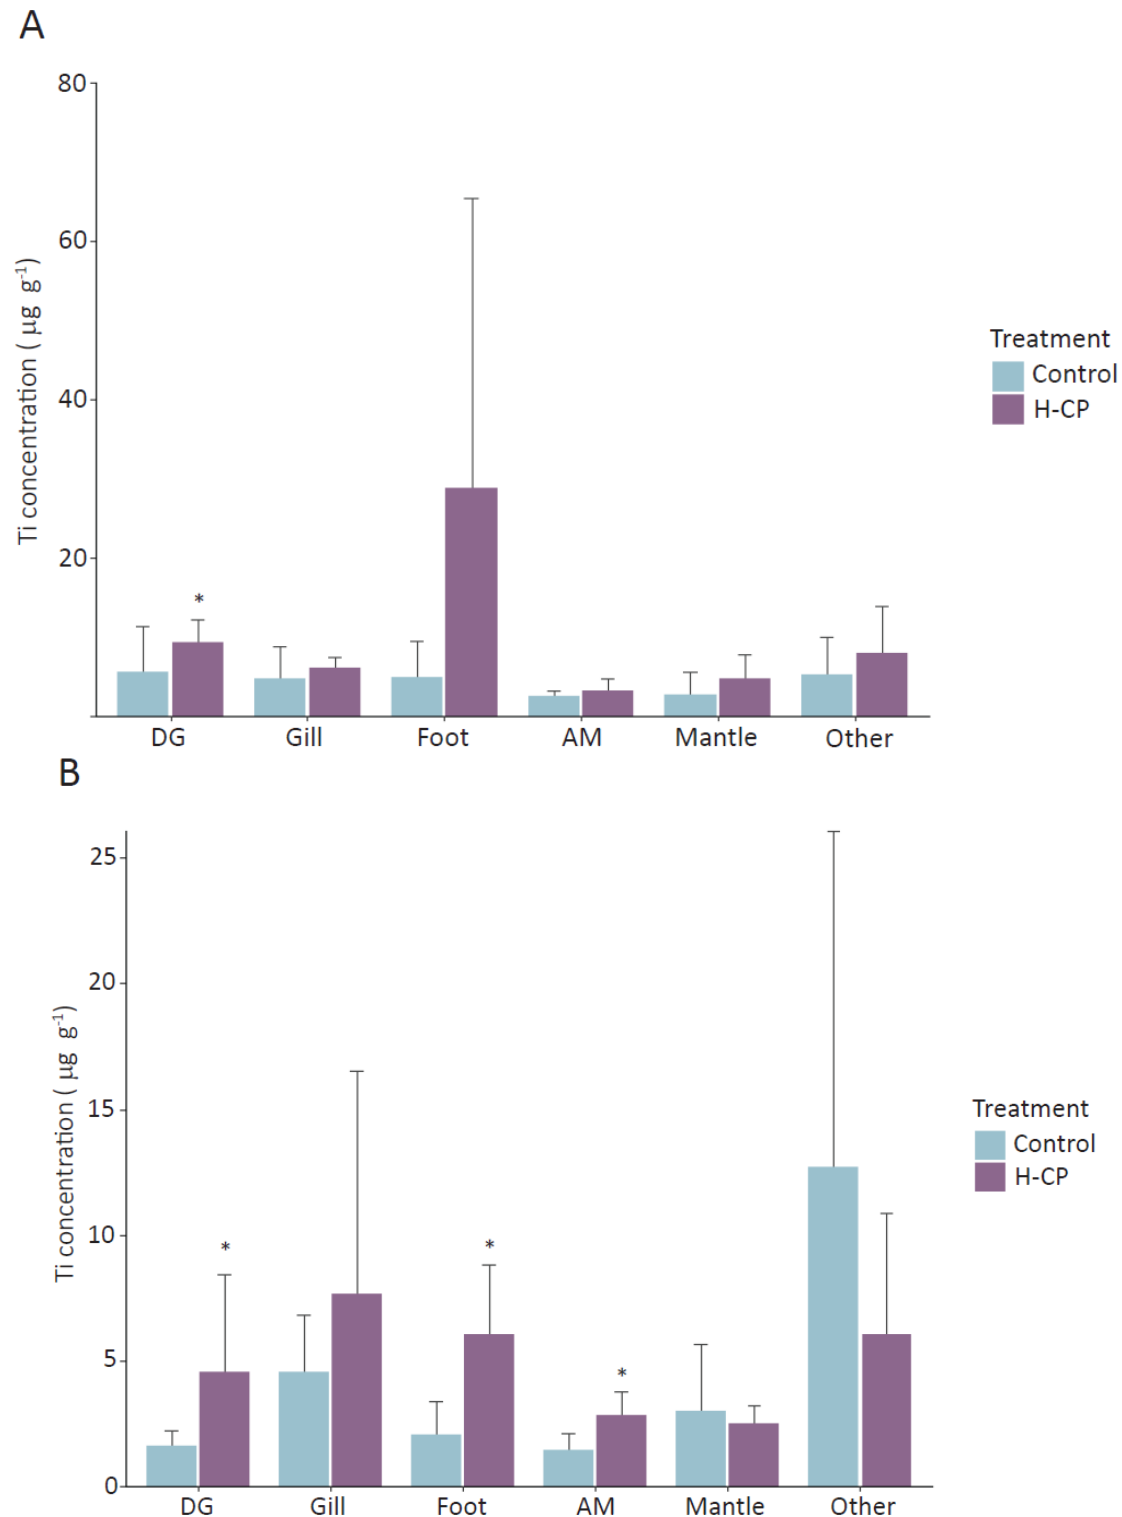 A
80
60
40
20
Ti concentration ( µg g⁻¹)
*
DG Gill Foot AM Mantle Other
Treatment
Control
H-CP
B
25
20
15
10
5
0
Ti concentration ( µg g⁻¹)
* * *
DG Gill Foot AM Mantle Other
Treatment
Control
H-CP